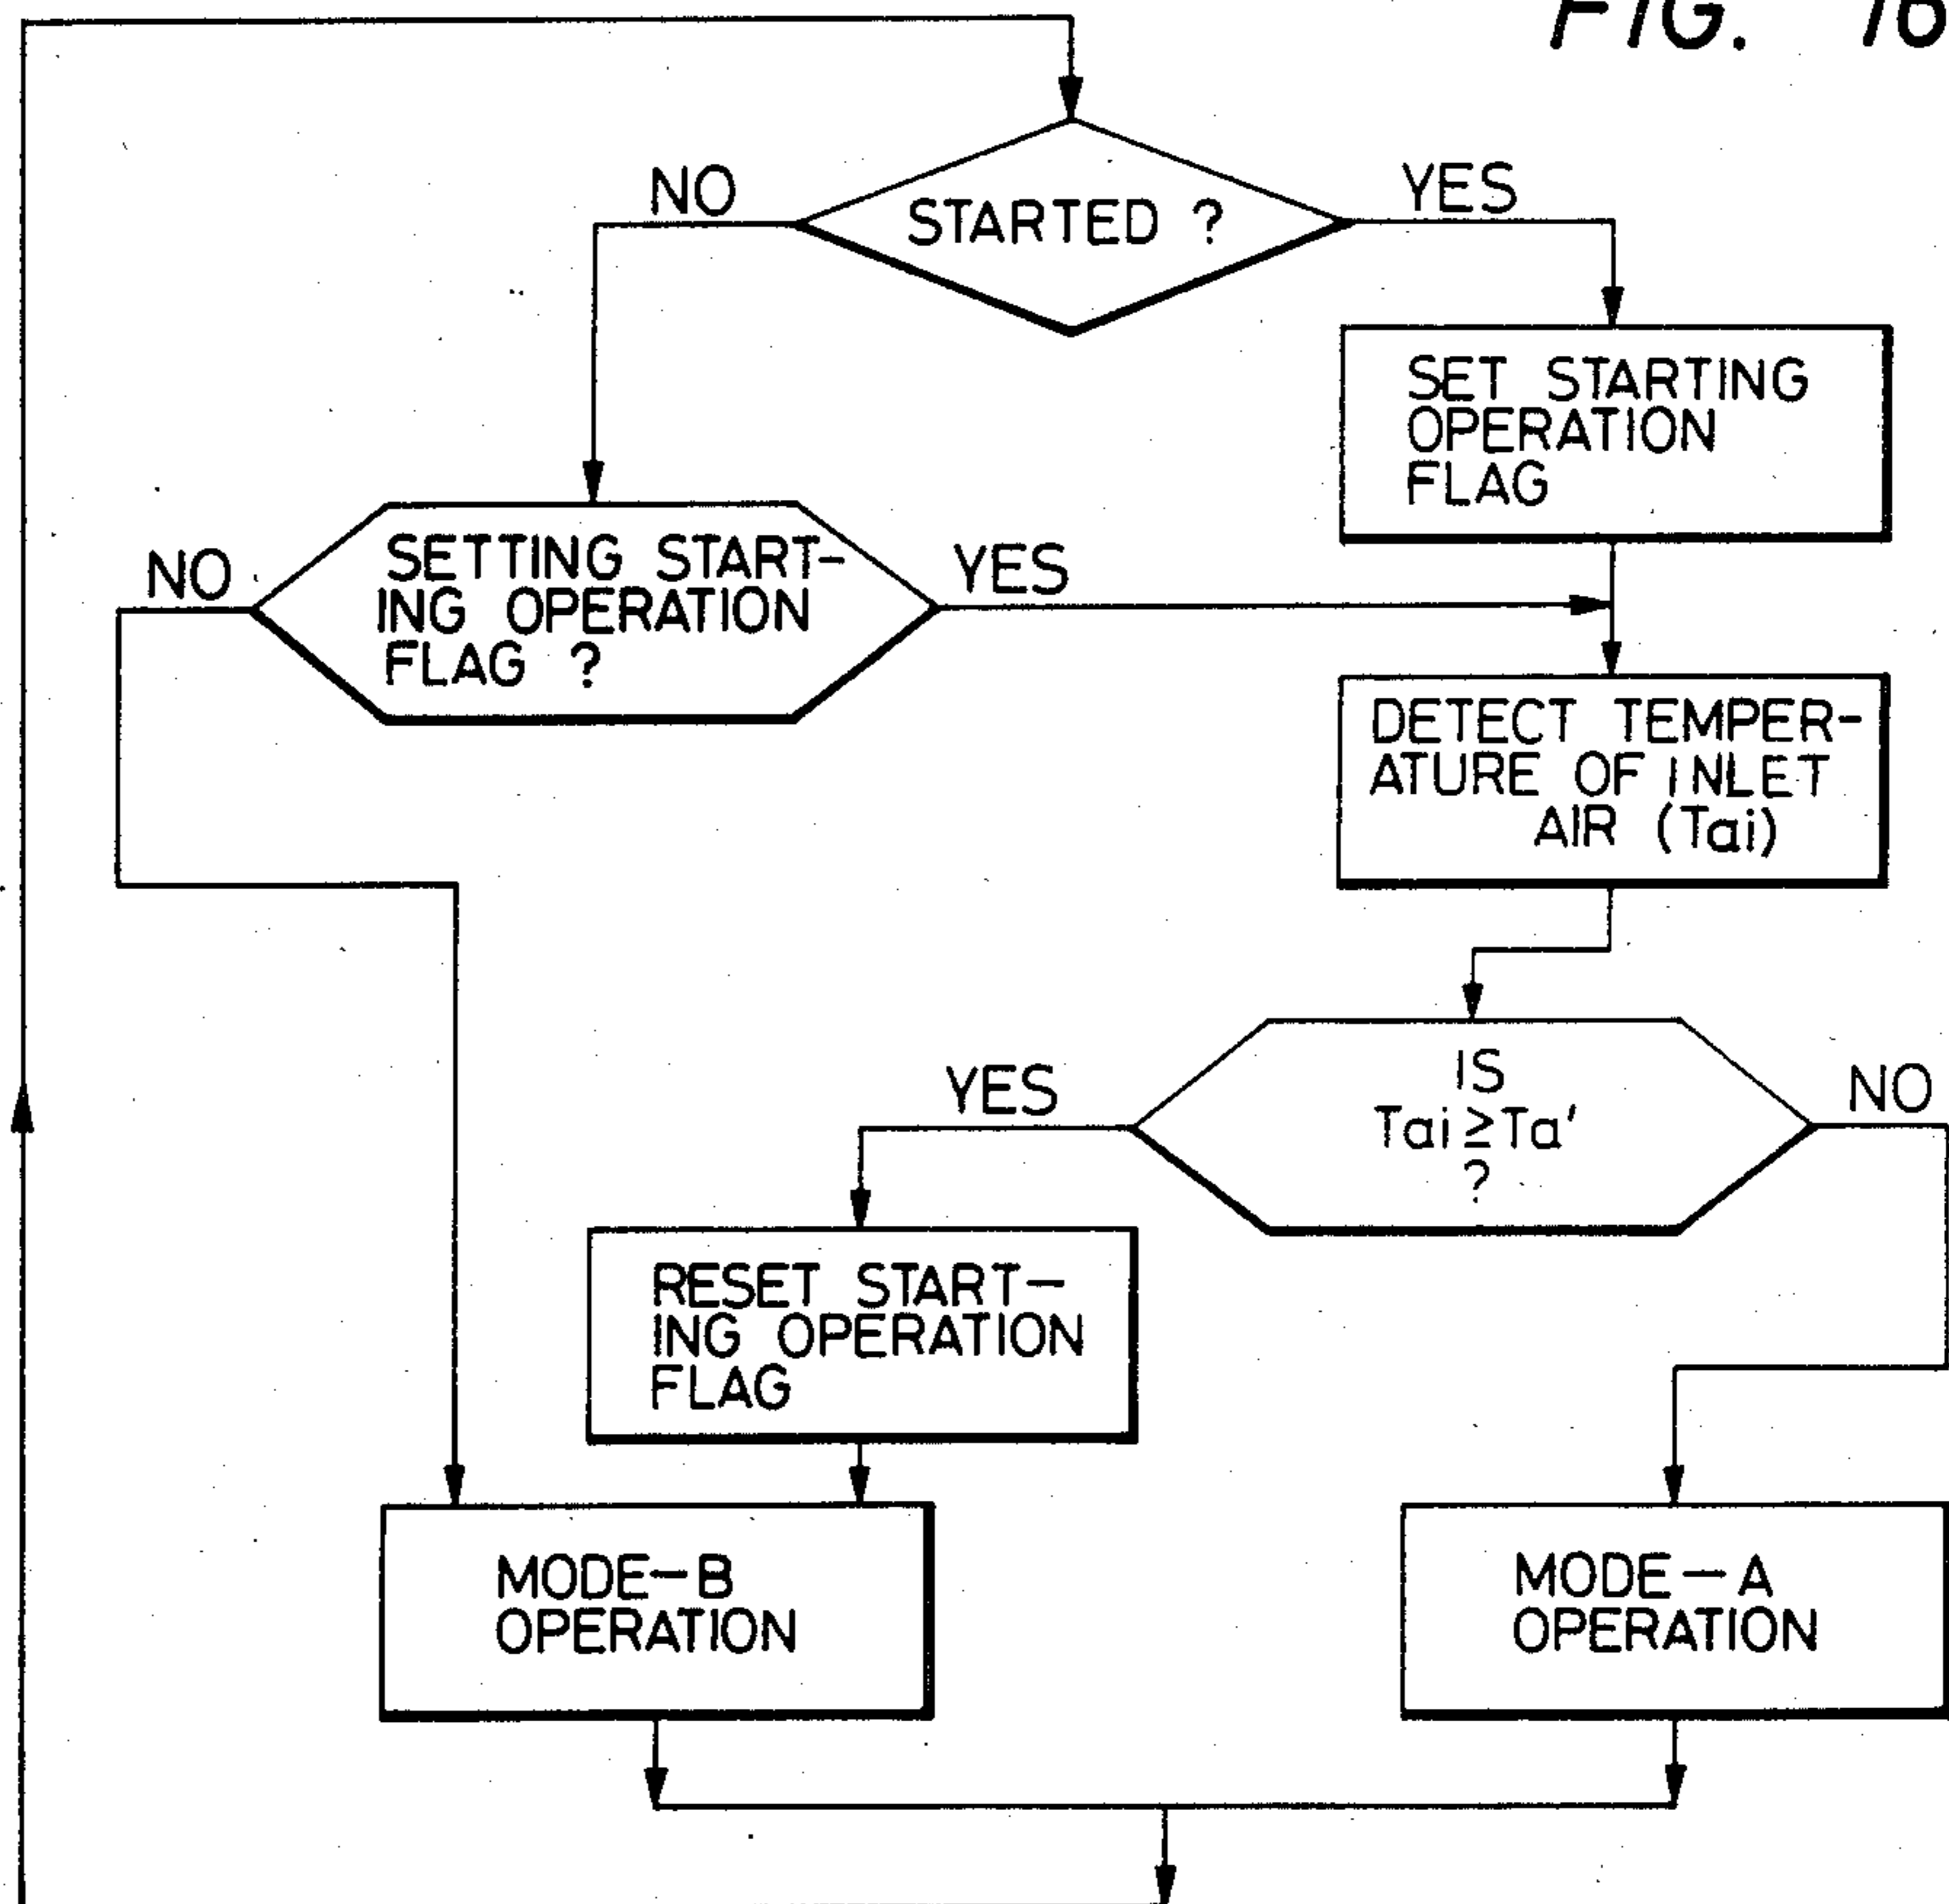 FIG. 16
NO
STARTED ?
YES
SET STARTING
OPERATION
FLAG
NO
SETTING START-
ING OPERATION
FLAG ?
YES
DETECT TEMPER-
ATURE OF INLET
AIR (Tai)
YES
IS
Tai ≥ Ta'
?
NO
RESET START-
ING OPERATION
FLAG
MODE-B
OPERATION
MODE-A
OPERATION